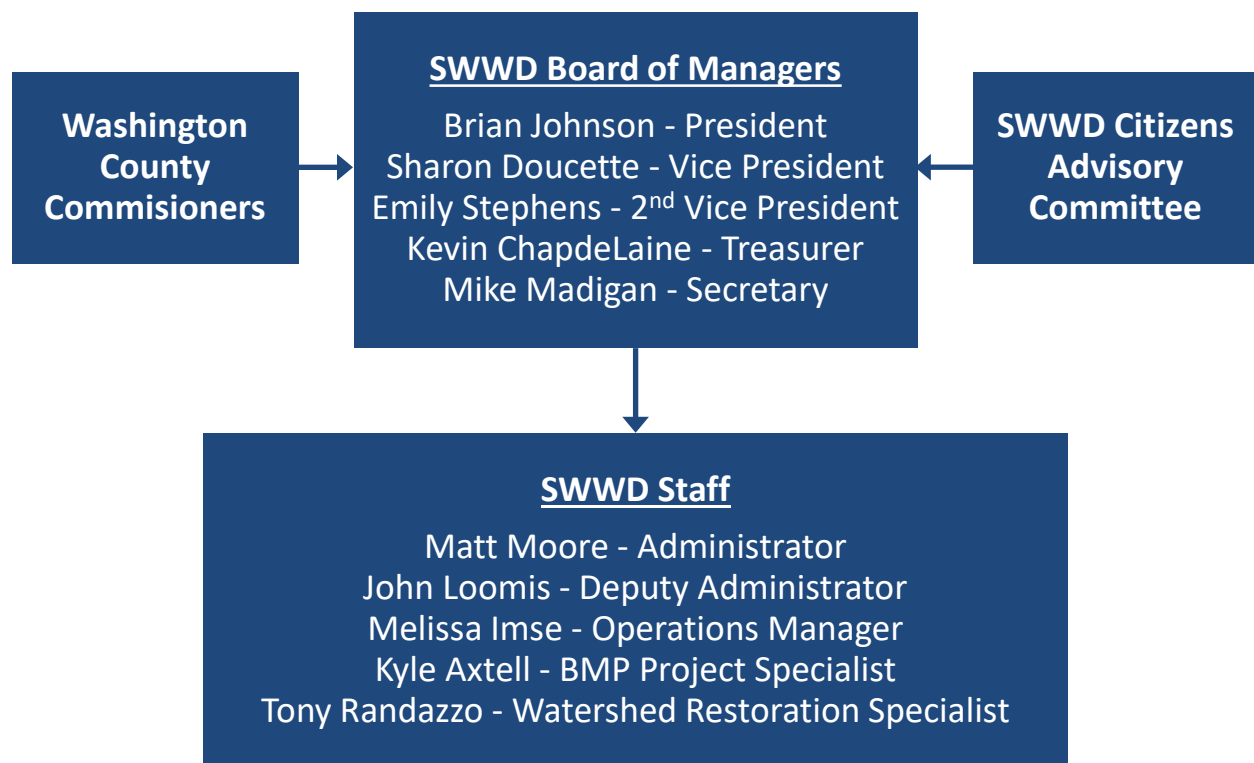 Washington
County
Commisioners
SWWD Board of Managers
Brian Johnson - President
Sharon Doucette - Vice President
Emily Stephens - 2nd Vice President
Kevin ChapdeLaine - Treasurer
Mike Madigan - Secretary
SWWD Citizens
Advisory
Committee
SWWD Staff
Matt Moore - Administrator
John Loomis - Deputy Administrator
Melissa Imse - Operations Manager
Kyle Axtell - BMP Project Specialist
Tony Randazzo - Watershed Restoration Specialist